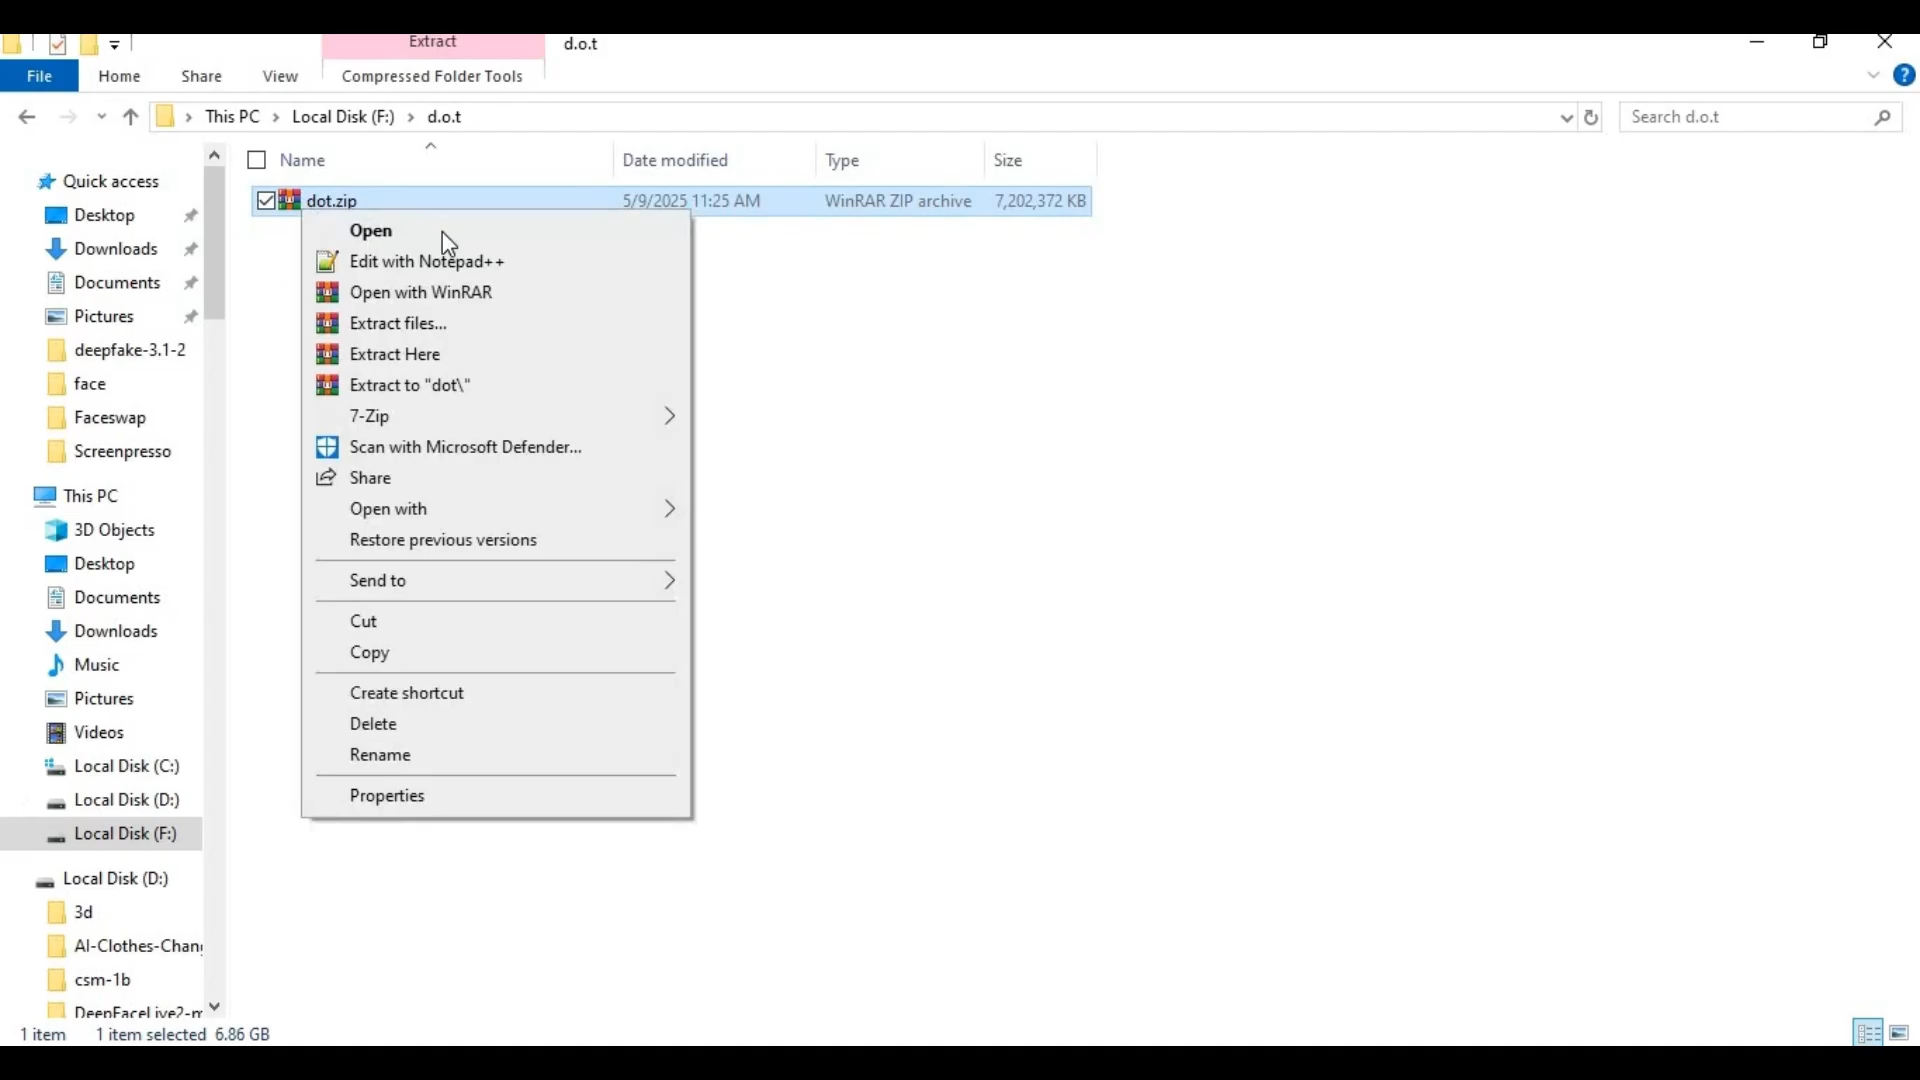 Extract
d.o.t
File
Home
Share
View
Compressed Folder Tools
?
This PC
Local Disk (F:)
d.o.t
Search d.o.t
Name
Date modified
Type
Size
dot.zip
5/9/2025 11:25 AM
WinRAR ZIP archive
7,202,372 KB
Quick access
Desktop
Downloads
Documents
Pictures
deepfake-3.1-2
face
Faceswap
Screenpresso
This PC
3D Objects
Desktop
Documents
Downloads
Music
Pictures
Videos
Local Disk (C:)
Local Disk (D:)
Local Disk (F:)
Local Disk (D:)
3d
AI-Clothes-Chan
csm-1b
DeepFaceLive2-m
Open
Edit with Notepad++
Open with WinRAR
Extract files...
Extract Here
Extract to "dot\"
7-Zip
Scan with Microsoft Defender...
Share
Open with
Restore previous versions
Send to
Cut
Copy
Create shortcut
Delete
Rename
Properties
1 item
1 item selected 6.86 GB